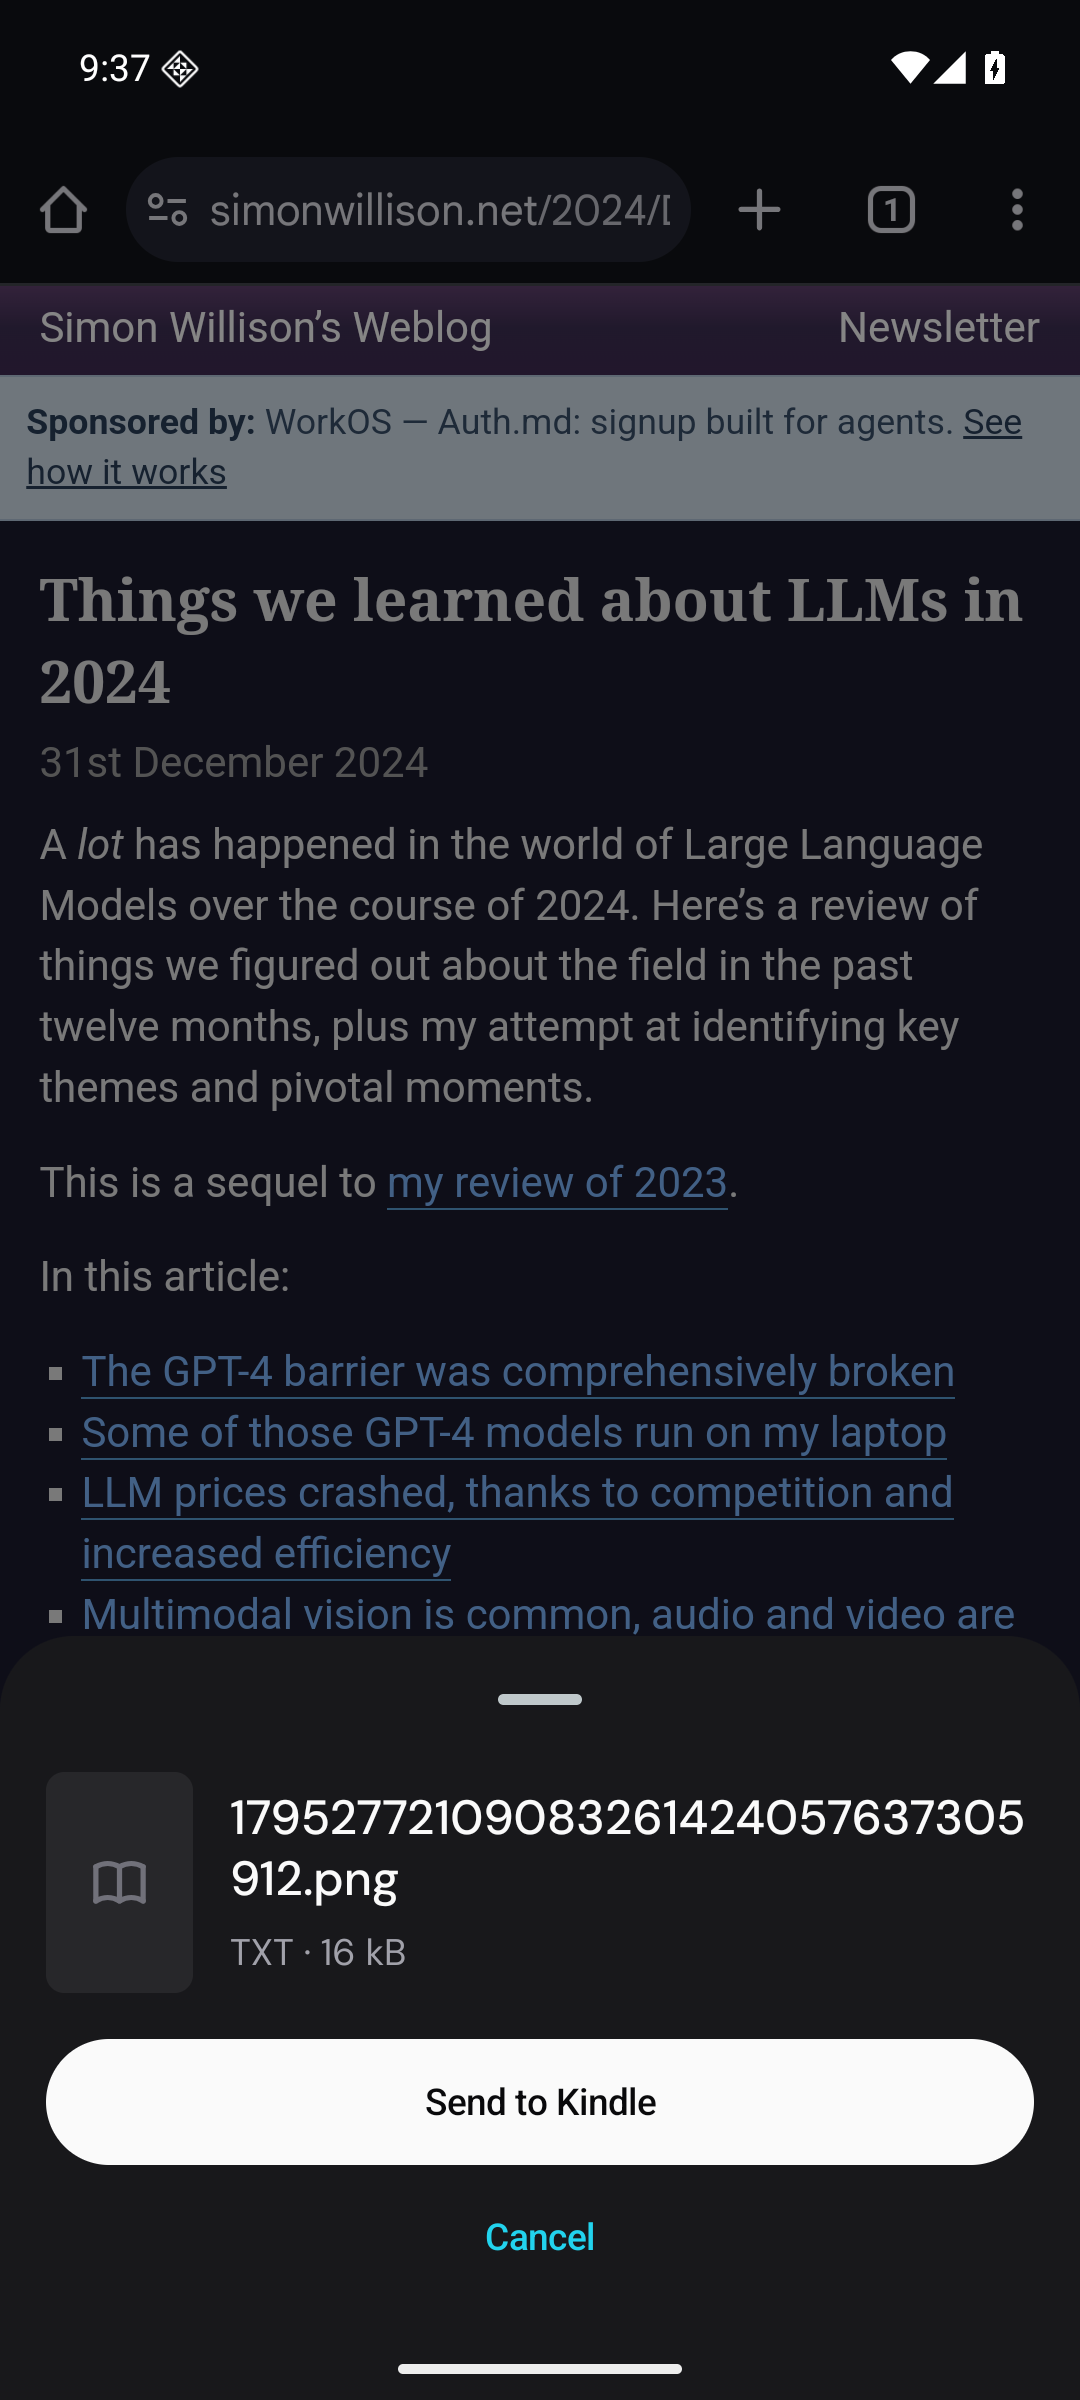 9:37
simonwillison.net/2024/D
1
Simon Willison’s Weblog
Newsletter
Sponsored by: WorkOS — Auth.md: signup built for agents. See
how it works
Things we learned about LLMs in
2024
31st December 2024
A lot has happened in the world of Large Language
Models over the course of 2024. Here’s a review of
things we figured out about the field in the past
twelve months, plus my attempt at identifying key
themes and pivotal moments.
This is a sequel to my review of 2023.
In this article:
The GPT-4 barrier was comprehensively broken
Some of those GPT-4 models run on my laptop
LLM prices crashed, thanks to competition and
increased efficiency
Multimodal vision is common, audio and video are
17952772109083261424057637305
912.png
TXT · 16 kB
Send to Kindle
Cancel